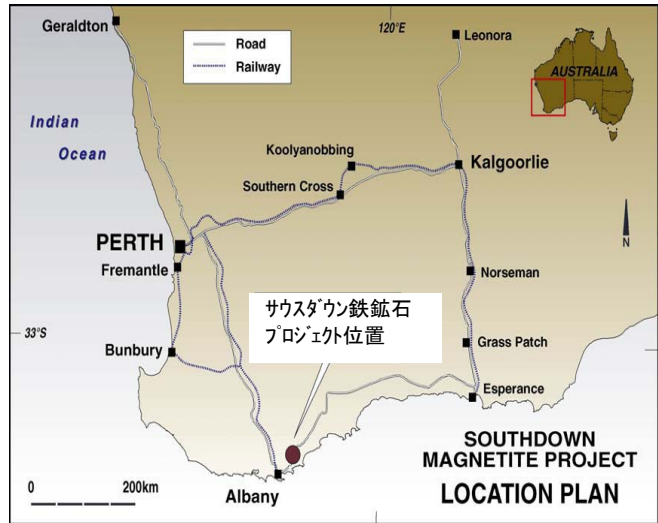 120°E
Geraldton
Leonora
Road
Railway
AUSTRALIA
Indian
Ocean
Koolyanobbing
Kalgoorlie
Southern Cross
PERTH
N
Fremantle
Norseman
ｻｳｽﾀﾞｳﾝ鉄鉱石
ﾌﾟﾛｼﾞｪｸﾄ位置
33°S
Grass Patch
Bunbury
Esperance
SOUTHDOWN
MAGNETITE PROJECT
LOCATION PLAN
0 200km
Albany